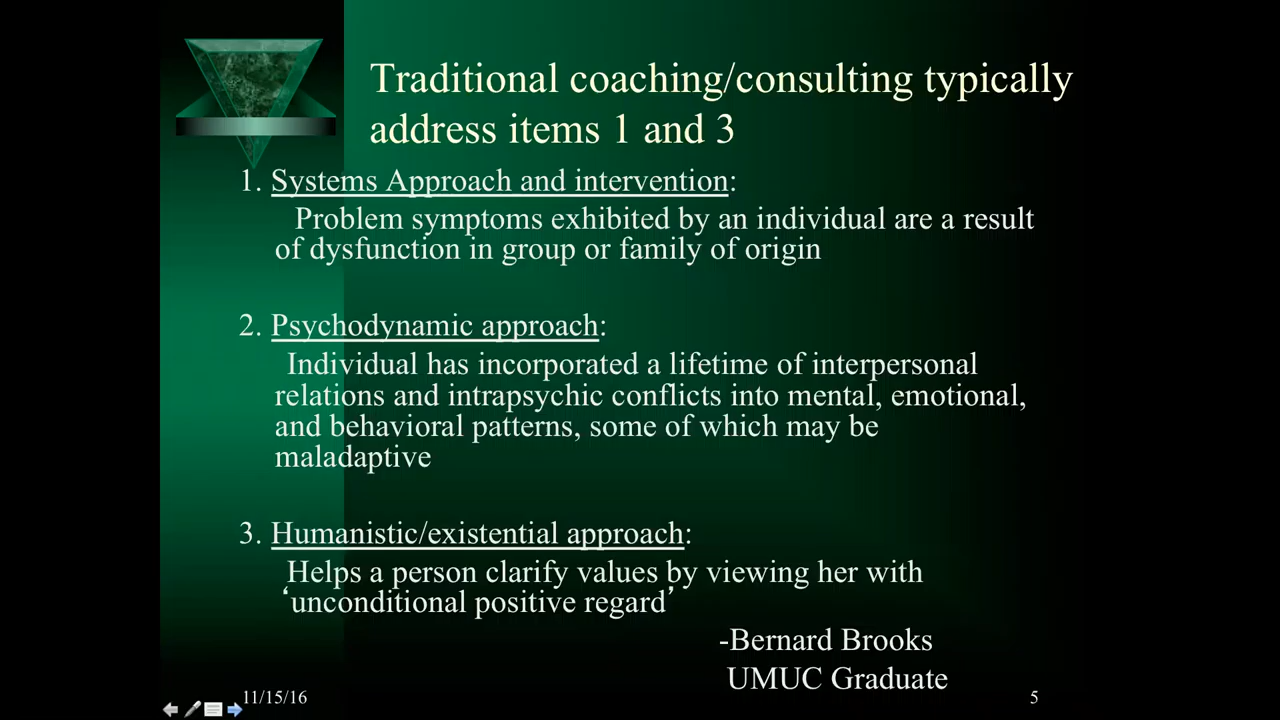 Traditional coaching/consulting typically
address items 1 and 3
1. Systems Approach and intervention:
Problem symptoms exhibited by an individual are a result
of dysfunction in group or family of origin
2. Psychodynamic approach:
Individual has incorporated a lifetime of interpersonal
relations and intrapsychic conflicts into mental, emotional,
and behavioral patterns, some of which may be
maladaptive
3. Humanistic/existential approach:
Helps a person clarify values by viewing her with
‘unconditional positive regard’
-Bernard Brooks
UMUC Graduate
11/15/16
5